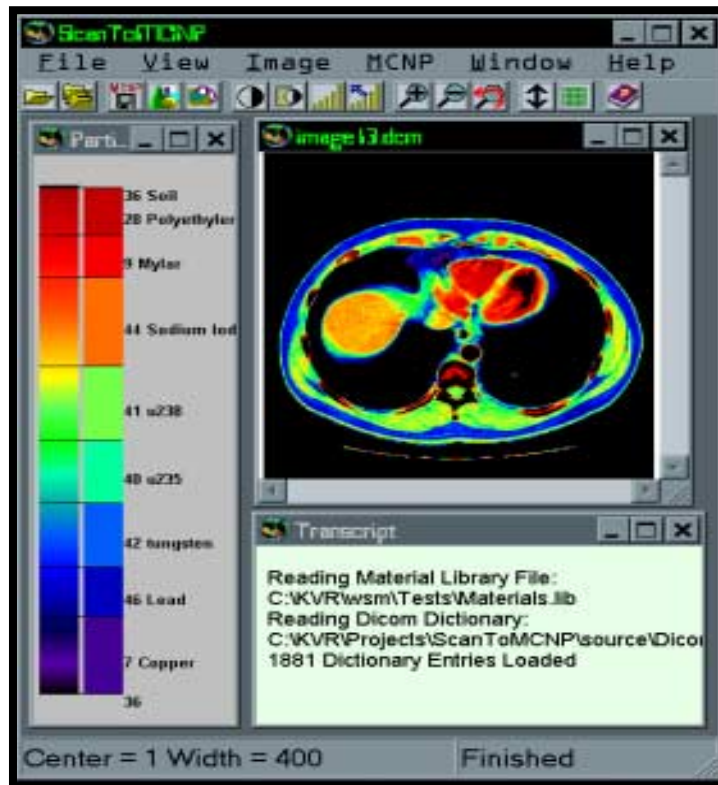 ScanToMCNP
File View Image MCNP Window Help
Parti..
36 Soil
28 Polyethyler
9 Mylar
44 Sodium Iod
41 u238
40 u235
42 tungsten
46 Lead
7 Copper
36
image13.dcm
Transcript
Reading Material Library File:
C:\KVR\wsm\Tests\Materials.lib
Reading Dicom Dictionary:
C:\KVR\Projects\ScanToMCNP\source\Dicor
1881 Dictionary Entries Loaded
Center = 1 Width = 400
Finished